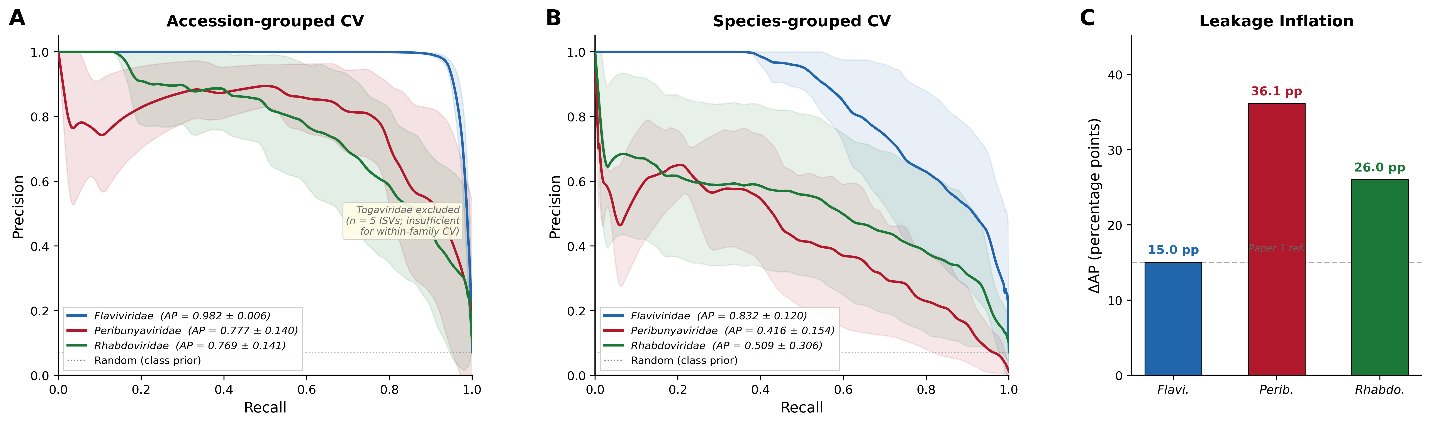 A
Accession-grouped CV
1.0
0.8
0.6
0.4
0.2
0.0
Precision
Togaviridae excluded
(n = 5 ISVs; insufficient
for within-family CV)
Flaviviridae (AP = 0.982 ± 0.006)
Peribunyaviridae (AP = 0.777 ± 0.140)
Rhabdoviridae (AP = 0.769 ± 0.141)
Random (class prior)
0.0 0.2 0.4 0.6 0.8 1.0
Recall
B
Species-grouped CV
1.0
0.8
0.6
0.4
0.2
0.0
Precision
Flaviviridae (AP = 0.832 ± 0.120)
Peribunyaviridae (AP = 0.416 ± 0.154)
Rhabdoviridae (AP = 0.509 ± 0.306)
Random (class prior)
0.0 0.2 0.4 0.6 0.8 1.0
Recall
C
Leakage Inflation
40
30
20
10
0
ΔAP (percentage points)
15.0 pp
36.1 pp
26.0 pp
Paper 1 ref.
Flavi. Perib. Rhabdo.